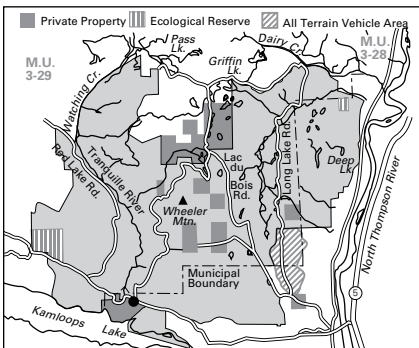 Private Property Ecological Reserve All Terrain Vehicle Area
M.U.
3-29
Watching Cr.
Pass
Lk.
Griffin
Lk.
Dairy Cr.
M.U.
3-28
Red Lake Rd.
Tranquille River
Lac
du
Bois
Rd.
Long Lake Rd.
Deep
Lk.
North Thompson River
Wheeler
Mtn.
Municipal
Boundary
5
Kamloops Lake